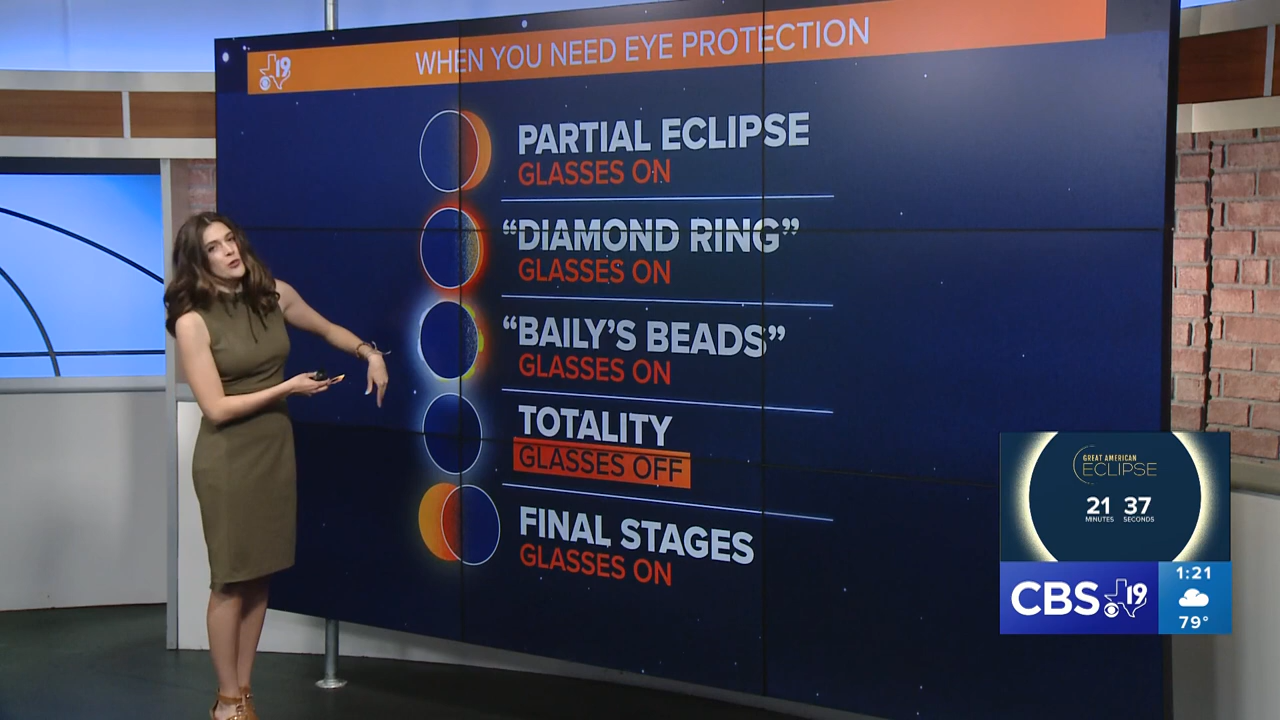 19
WHEN YOU NEED EYE PROTECTION
PARTIAL ECLIPSE
GLASSES ON
“DIAMOND RING”
GLASSES ON
“BAILY’S BEADS”
GLASSES ON
TOTALITY
GLASSES OFF
FINAL STAGES
GLASSES ON
GREAT AMERICAN
ECLIPSE
21 37
MINUTES SECONDS
CBS 19
1:21
79°